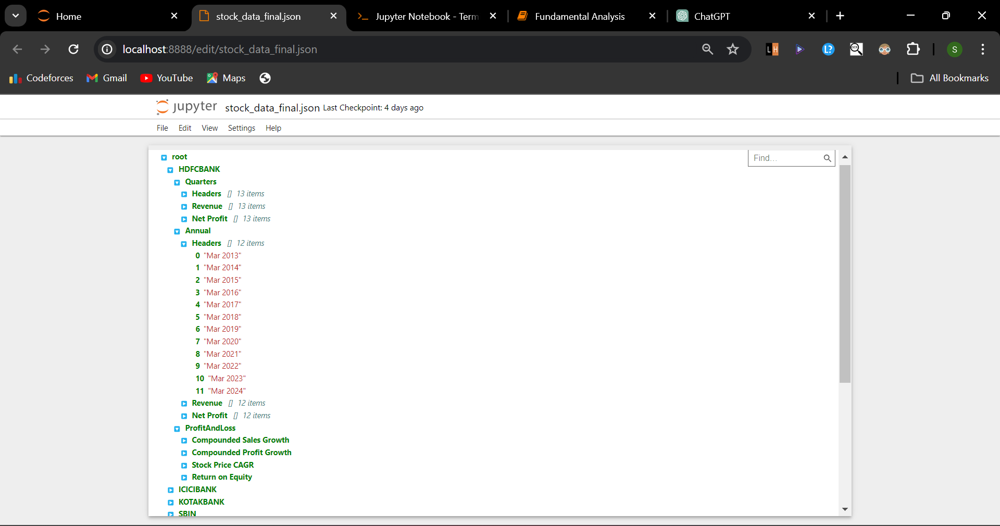 Home
stock_data_final.json
Jupyter Notebook - Term
Fundamental Analysis
ChatGPT
localhost:8888/edit/stock_data_final.json
LH
L?
OCR
S
Codeforces
Gmail
YouTube
Maps
All Bookmarks
jupyter stock_data_final.json Last Checkpoint: 4 days ago
File Edit View Settings Help
Find...
root
HDFCBANK
Quarters
Headers [] 13 items
Revenue [] 13 items
Net Profit [] 13 items
Annual
Headers [] 12 items
0 "Mar 2013"
1 "Mar 2014"
2 "Mar 2015"
3 "Mar 2016"
4 "Mar 2017"
5 "Mar 2018"
6 "Mar 2019"
7 "Mar 2020"
8 "Mar 2021"
9 "Mar 2022"
10 "Mar 2023"
11 "Mar 2024"
Revenue [] 12 items
Net Profit [] 12 items
ProfitAndLoss
Compounded Sales Growth
Compounded Profit Growth
Stock Price CAGR
Return on Equity
ICICIBANK
KOTAKBANK
SBIN